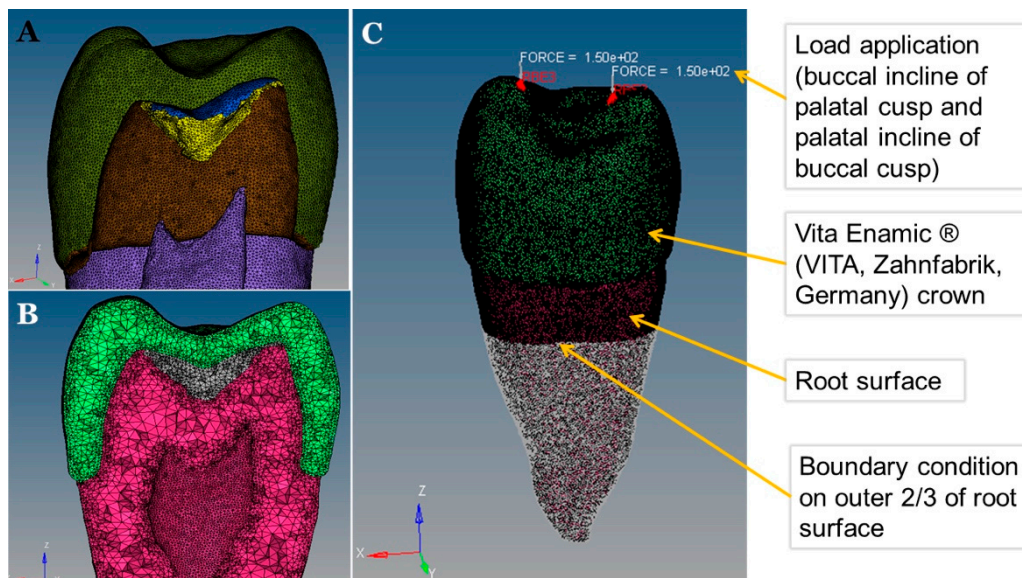 A
B
C
FORCE = 1.50e+02
FORCE = 1.50e+02
Load application
(buccal incline of
palatal cusp and
palatal incline of
buccal cusp)
Vita Enamic ®
(VITA, Zahnfabrik,
Germany) crown
Root surface
Boundary condition
on outer 2/3 of root
surface
Z
X
Y
z
z